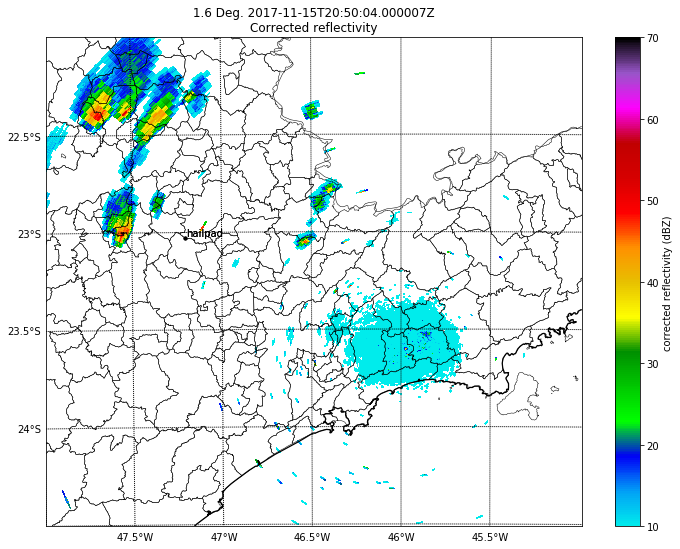 1.6 Deg. 2017-11-15T20:50:04.000007Z
Corrected reflectivity
22.5°S
23°S
23.5°S
24°S
hailpad
47.5°W
47°W
46.5°W
46°W
45.5°W
70
60
50
40
30
20
10
corrected reflectivity (dBZ)